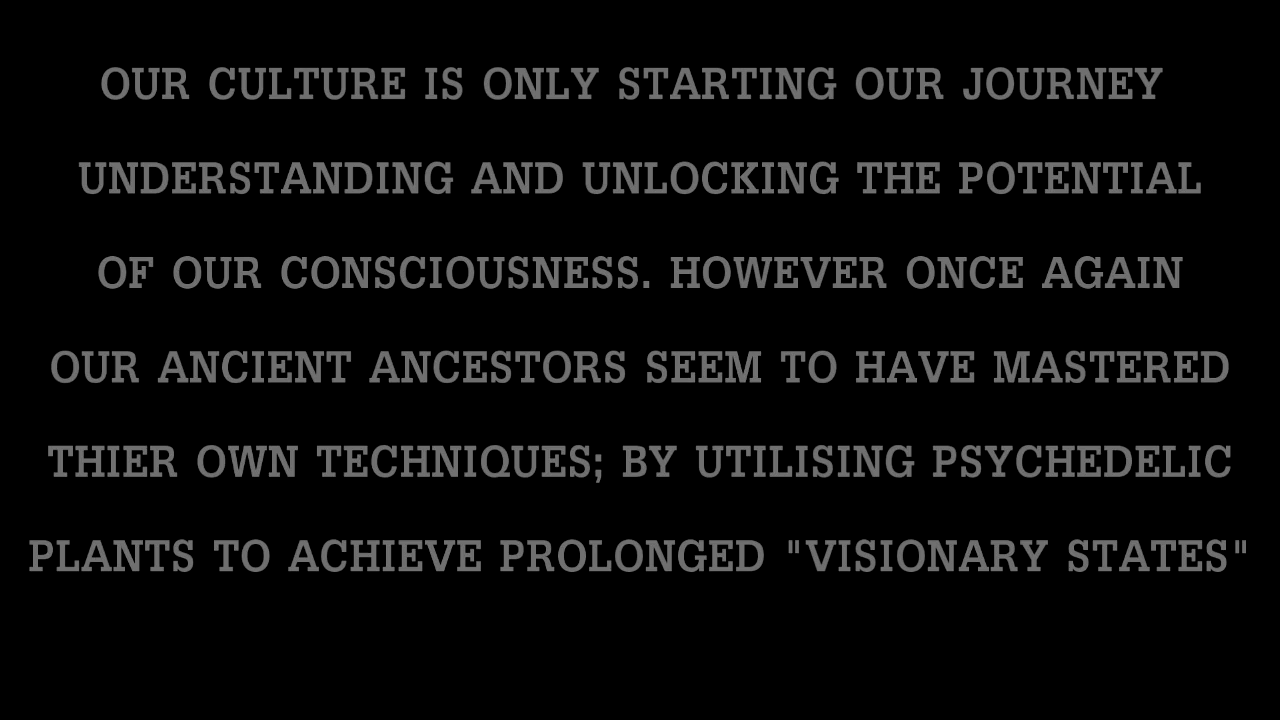 OUR CULTURE IS ONLY STARTING OUR JOURNEY
UNDERSTANDING AND UNLOCKING THE POTENTIAL
OF OUR CONSCIOUSNESS. HOWEVER ONCE AGAIN
OUR ANCIENT ANCESTORS SEEM TO HAVE MASTERED
THIER OWN TECHNIQUES; BY UTILISING PSYCHEDELIC
PLANTS TO ACHIEVE PROLONGED "VISIONARY STATES"